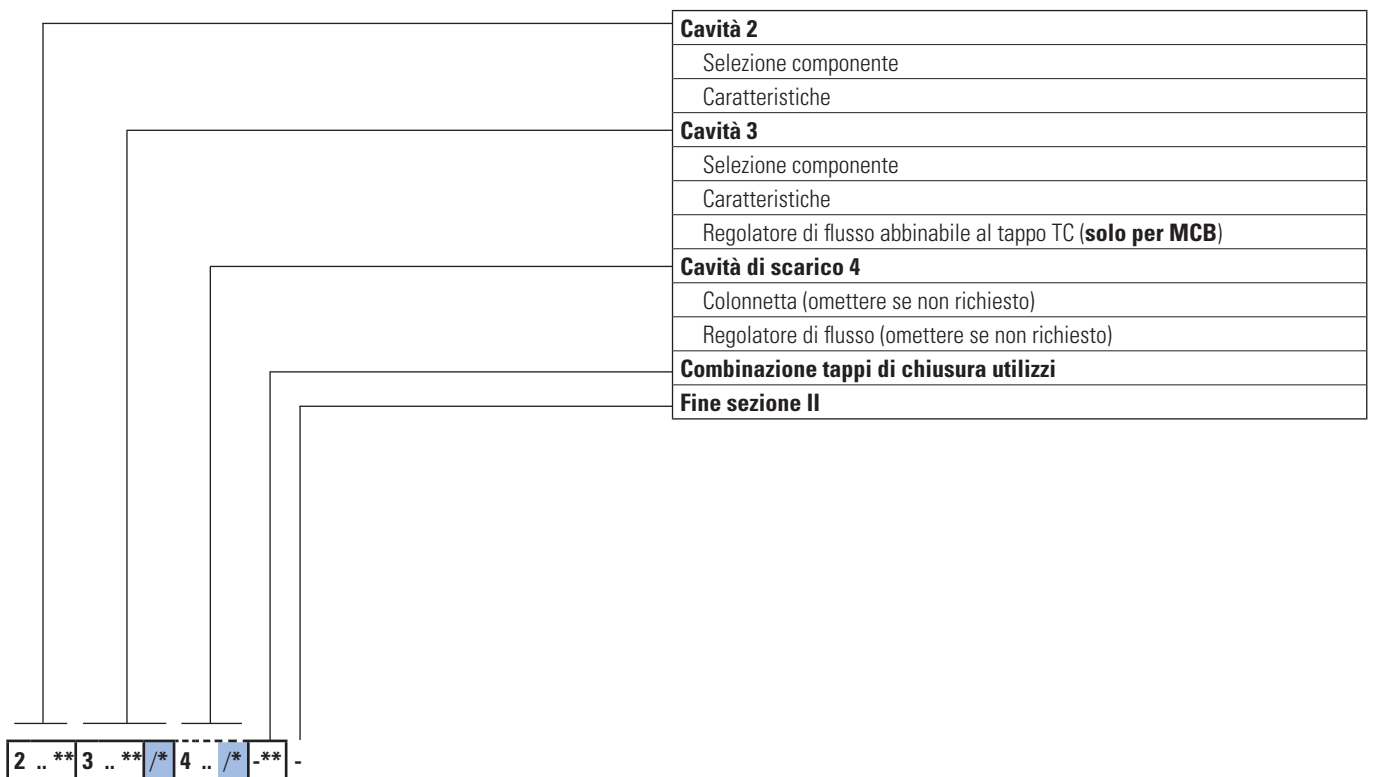 Cavità 2
Selezione componente
Caratteristiche
Cavità 3
Selezione componente
Caratteristiche
Regolatore di flusso abbinabile al tappo TC (solo per MCB)
Cavità di scarico 4
Colonnetta (omettere se non richiesto)
Regolatore di flusso (omettere se non richiesto)
Combinazione tappi di chiusura utilizzi
Fine sezione II
2 .. ** 3 .. ** /* 4 .. /* -** -